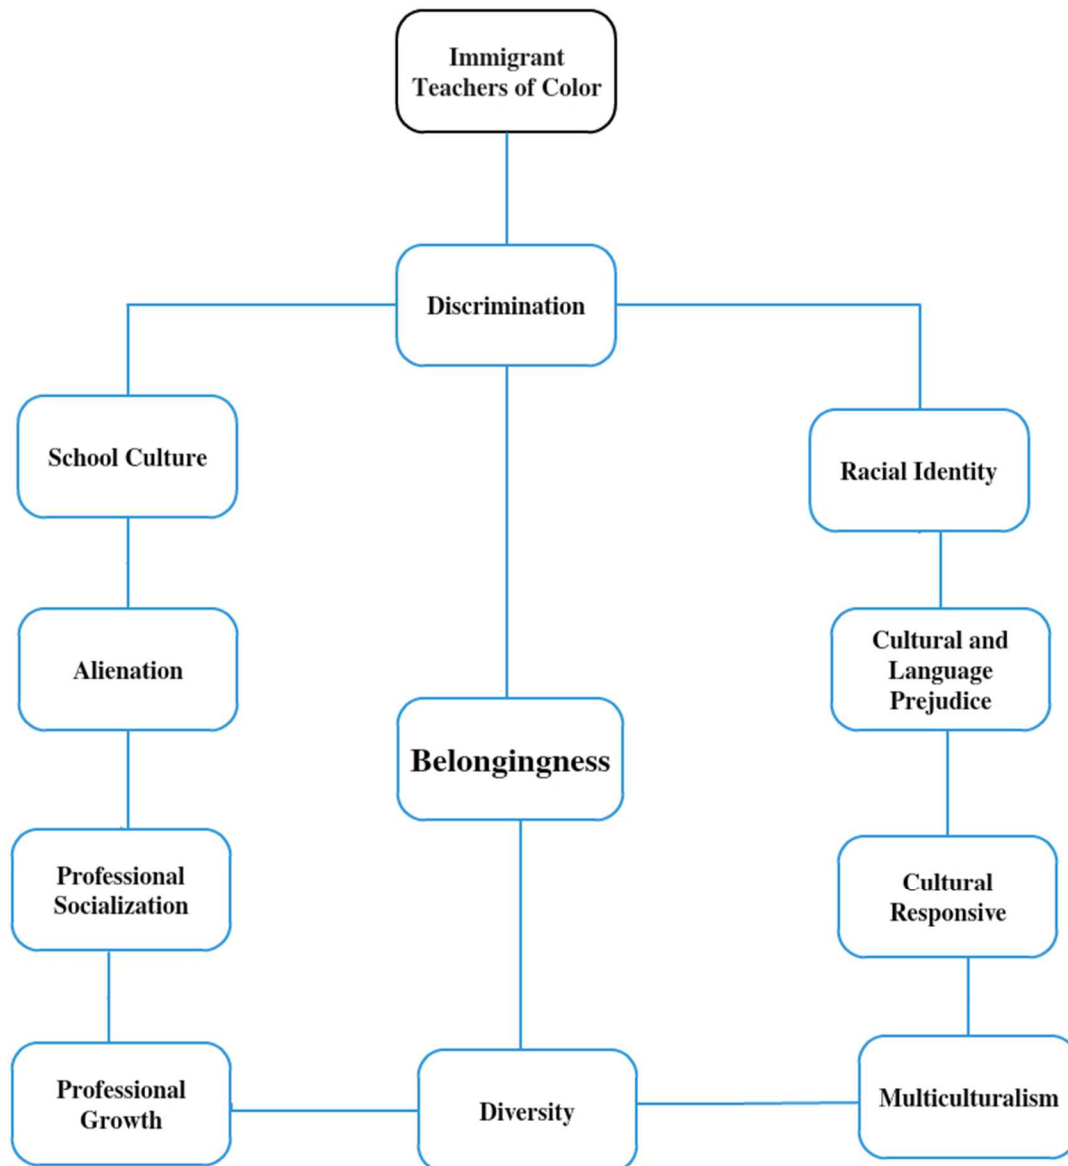 Immigrant
Teachers of Color
Discrimination
School Culture
Racial Identity
Alienation
Cultural and
Language
Prejudice
Belongingness
Professional
Socialization
Cultural
Responsive
Professional
Growth
Diversity
Multiculturalism